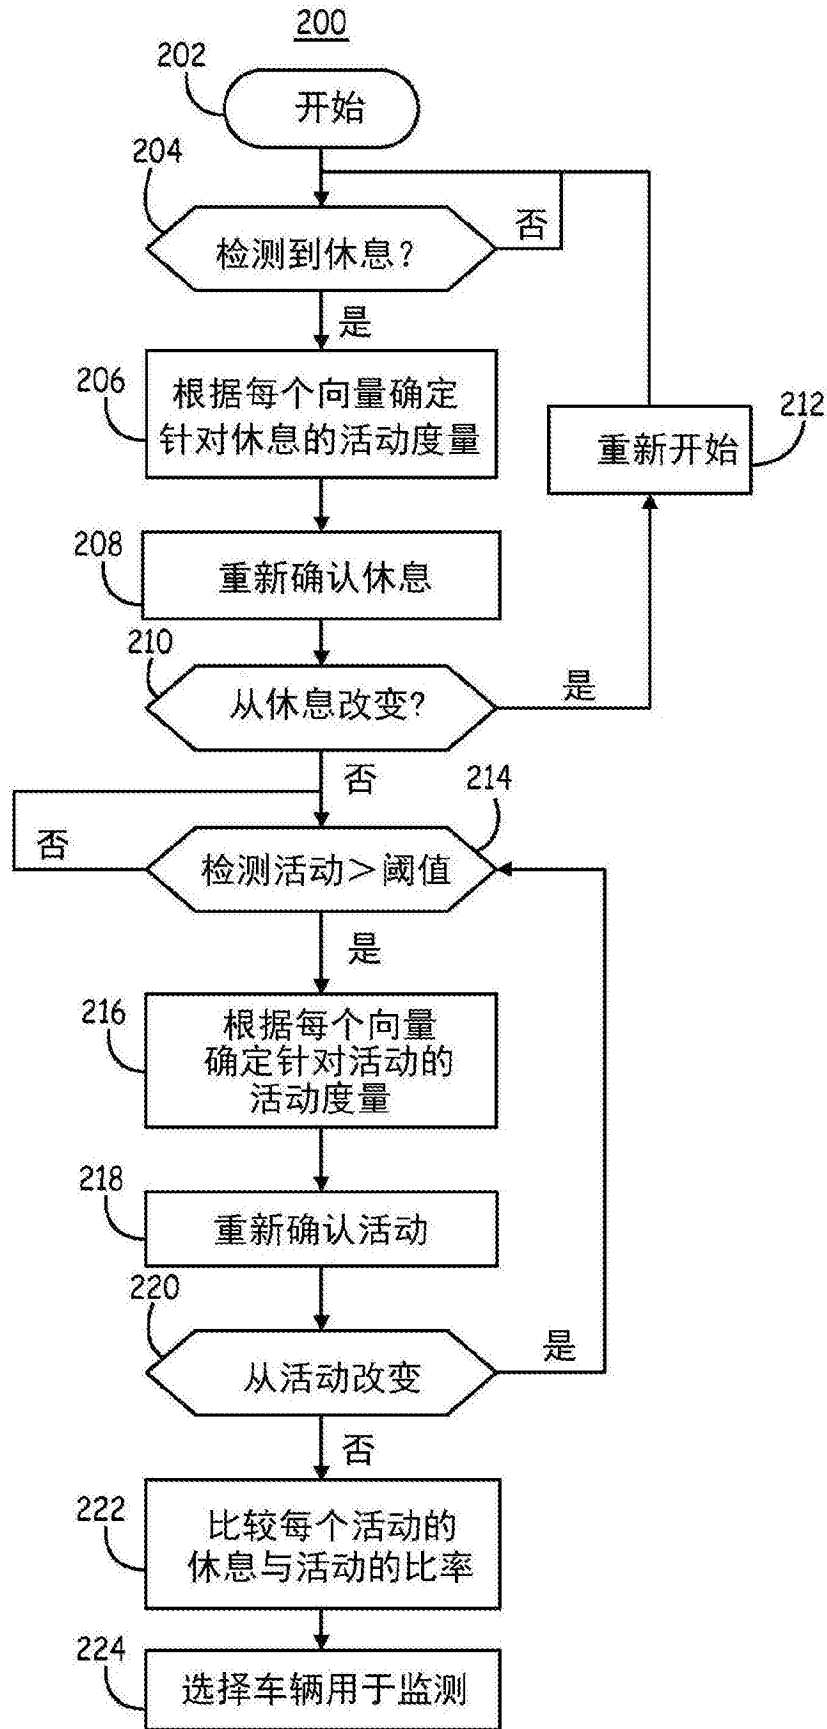 200
202
开始
204
否
检测到休息？
是
206
根据每个向量确定
针对休息的活动度量
212
重新开始
208
重新确认休息
210
从休息改变?
是
否
214
否
检测活动＞阈值
是
216
根据每个向量
确定针对活动的
活动度量
218
重新确认活动
220
从活动改变
是
否
222
比较每个活动的
休息与活动的比率
224
选择车辆用于监测